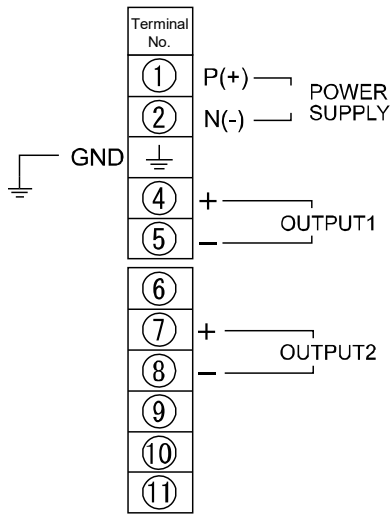 Terminal
No.
① P(+)
POWER
SUPPLY
② N(-)
GND
④ +
OUTPUT1
⑤ −
⑥
⑦ +
OUTPUT2
⑧ −
⑨
⑩
⑪